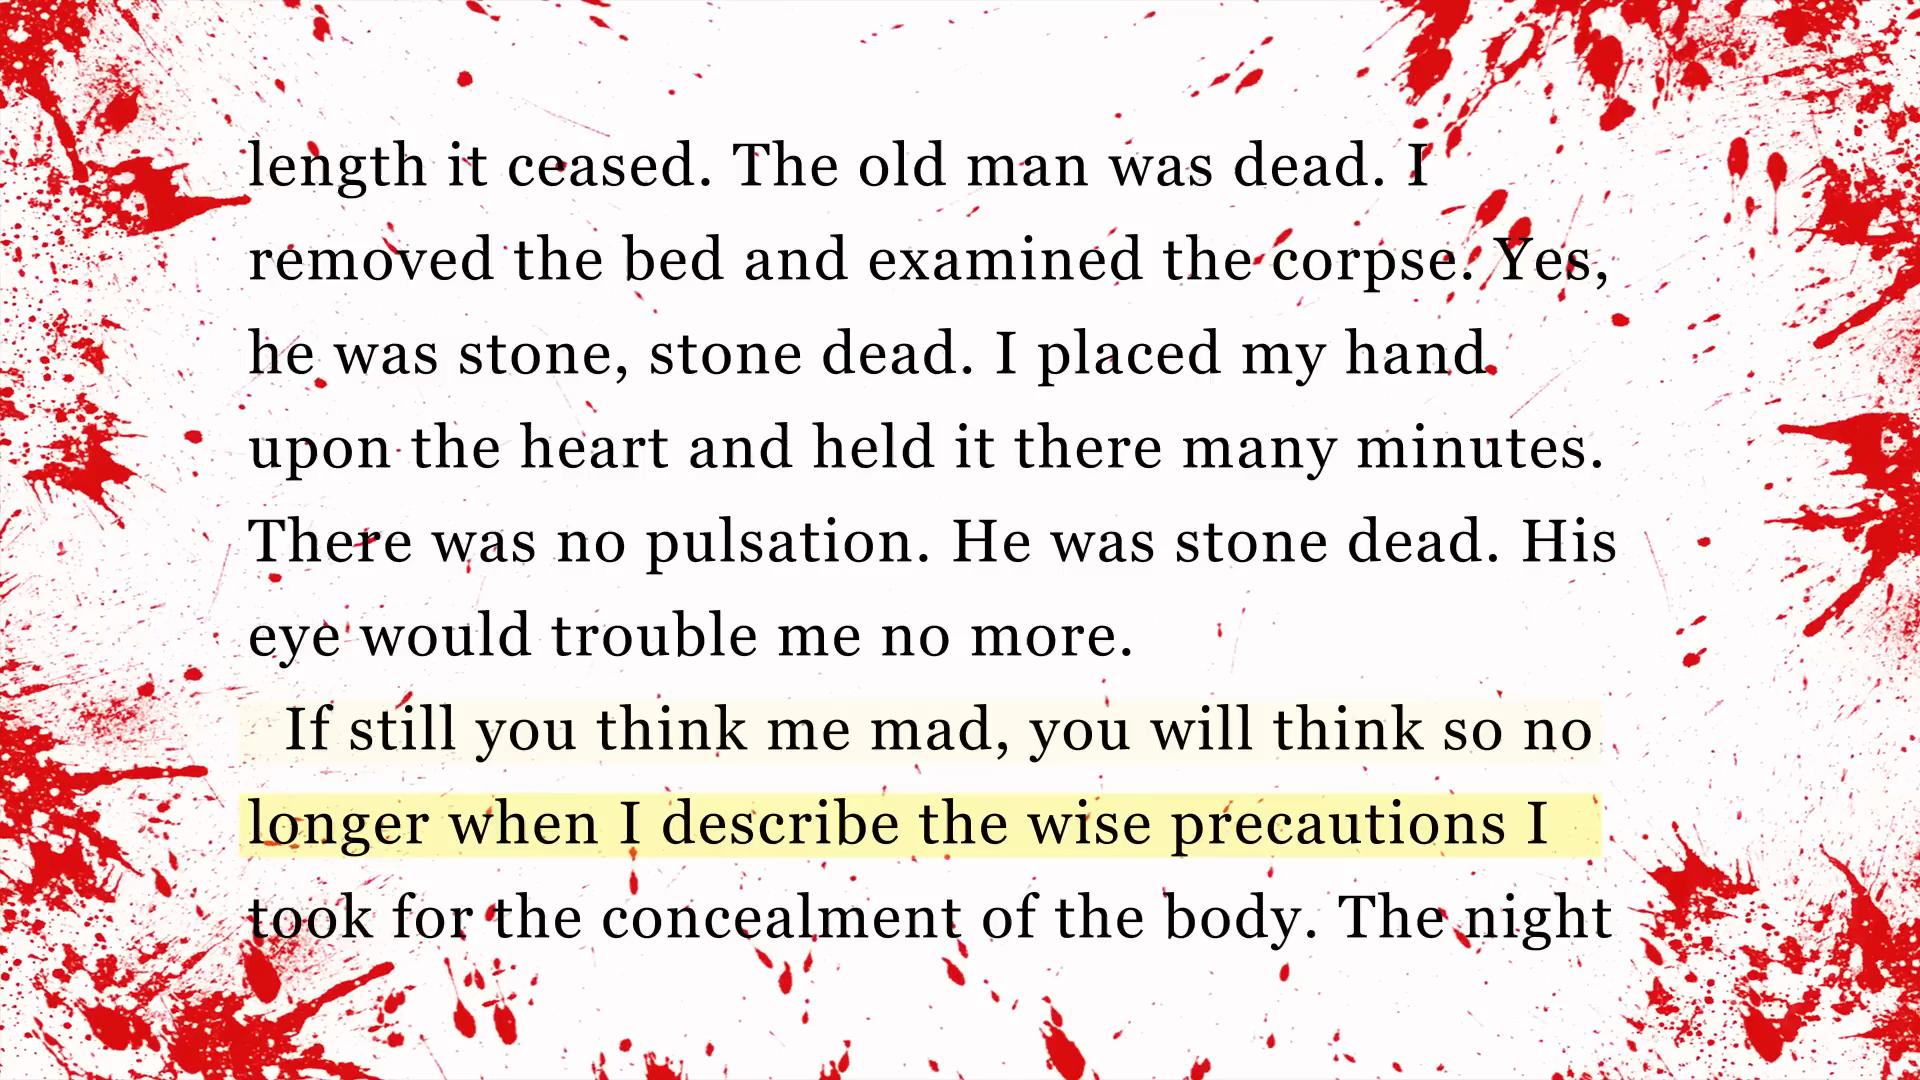 length it ceased. The old man was dead. I
removed the bed and examined the corpse. Yes,
he was stone, stone dead. I placed my hand
upon the heart and held it there many minutes.
There was no pulsation. He was stone dead. His
eye would trouble me no more.
If still you think me mad, you will think so no
longer when I describe the wise precautions I
took for the concealment of the body. The night